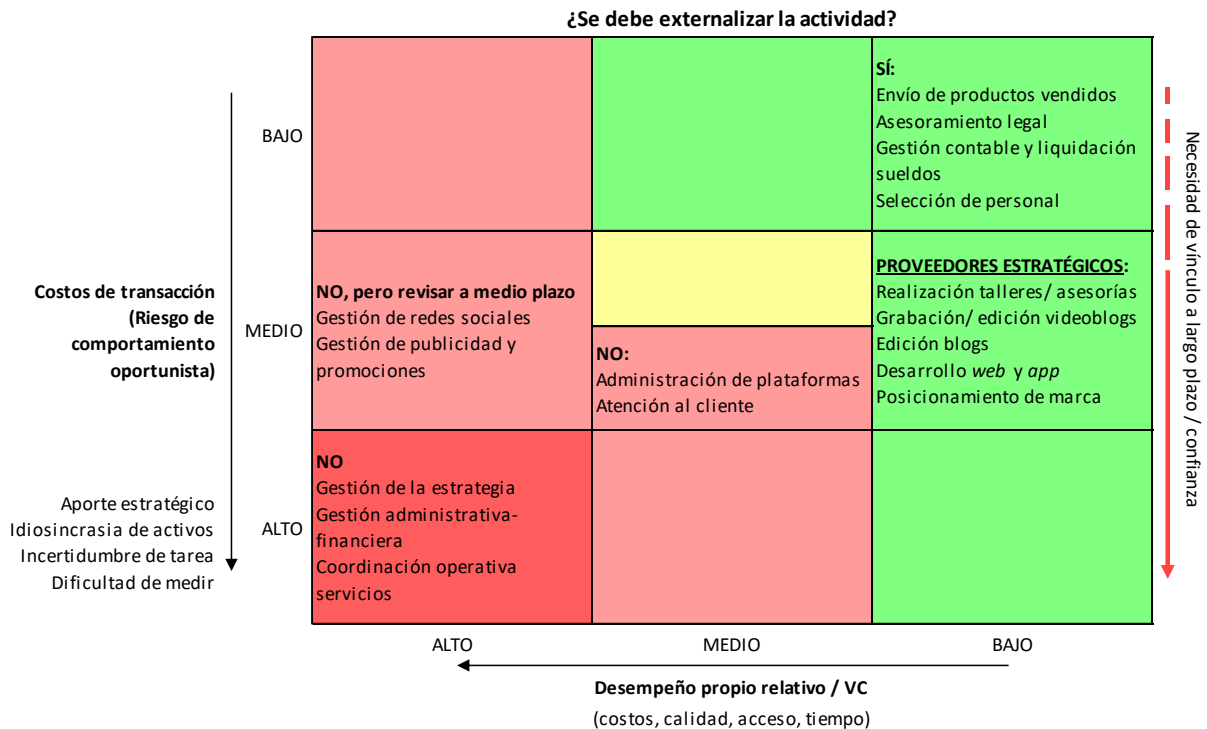 ¿Se debe externalizar la actividad?
SÍ:
Envío de productos vendidos
Asesoramiento legal
Gestión contable y liquidación
sueldos
Selección de personal
BAJO
Necesidad de vínculo a largo plazo / confianza
Costos de transacción
(Riesgo de
comportamiento
oportunista)
MEDIO
NO, pero revisar a medio plazo
Gestión de redes sociales
Gestión de publicidad y
promociones
NO:
Administración de plataformas
Atención al cliente
PROVEEDORES ESTRATÉGICOS:
Realización talleres/ asesorías
Grabación/ edición videoblogs
Edición blogs
Desarrollo web y app
Posicionamiento de marca
Aporte estratégico
Idiosincrasia de activos
Incertidumbre de tarea
Dificultad de medir
ALTO
NO
Gestión de la estrategia
Gestión administrativa-
financiera
Coordinación operativa
servicios
ALTO
MEDIO
BAJO
Desempeño propio relativo / VC
(costos, calidad, acceso, tiempo)